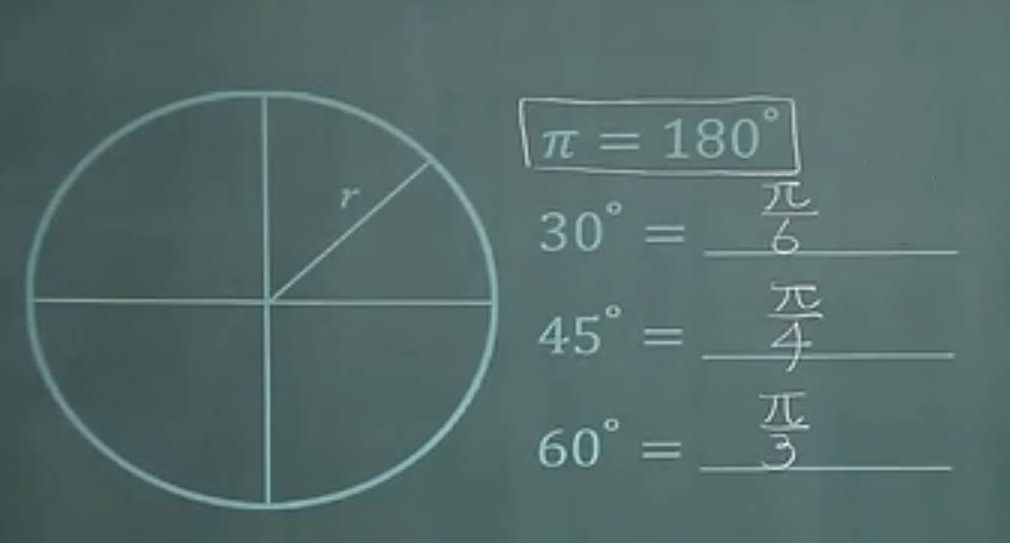 r
π = 180°
30° = π/6
45° = π/4
60° = π/3